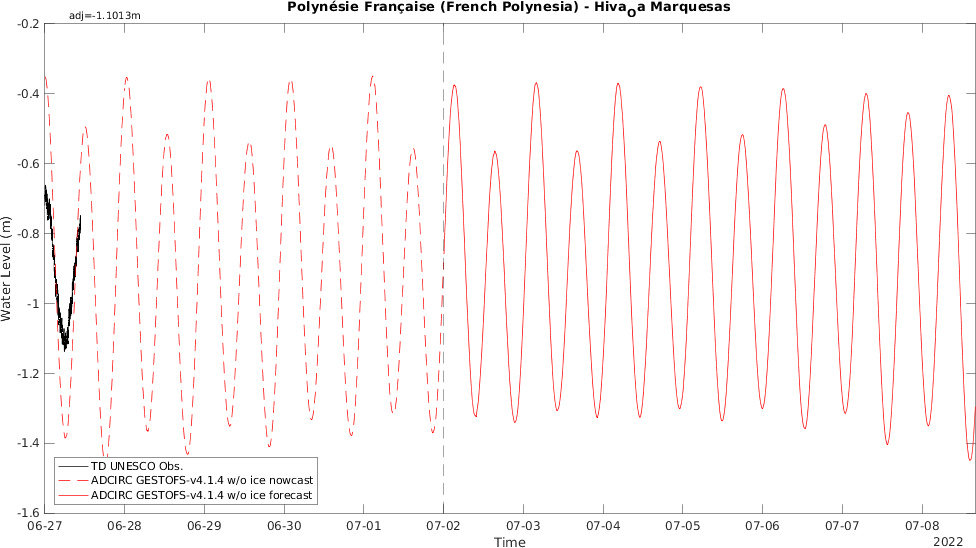 Polynésie Française (French Polynesia) - HivaOa Marquesas
adj=-1.1013m
-0.2
-0.4
-0.6
-0.8
-1
-1.2
-1.4
-1.6
Water Level (m)
TD UNESCO Obs.
ADCIRC GESTOFS-v4.1.4 w/o ice nowcast
ADCIRC GESTOFS-v4.1.4 w/o ice forecast
06-27 06-28 06-29 06-30 07-01 07-02 07-03 07-04 07-05 07-06 07-07 07-08
Time
2022